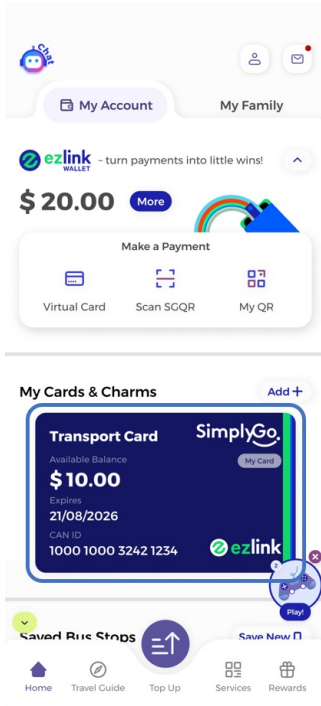 Chat
My Account
My Family
ezlink WALLET - turn payments into little wins!
$ 20.00 More
Make a Payment
Virtual Card
Scan SGQR
My QR
My Cards & Charms
Add +
Transport Card
SimplyGo.
Available Balance
My Card
$ 10.00
Expires
21/08/2026
CAN ID
1000 1000 3242 1234
ezlink
2
Play!
Saved Bus Stops
Save New
Home
Travel Guide
Top Up
Services
Rewards